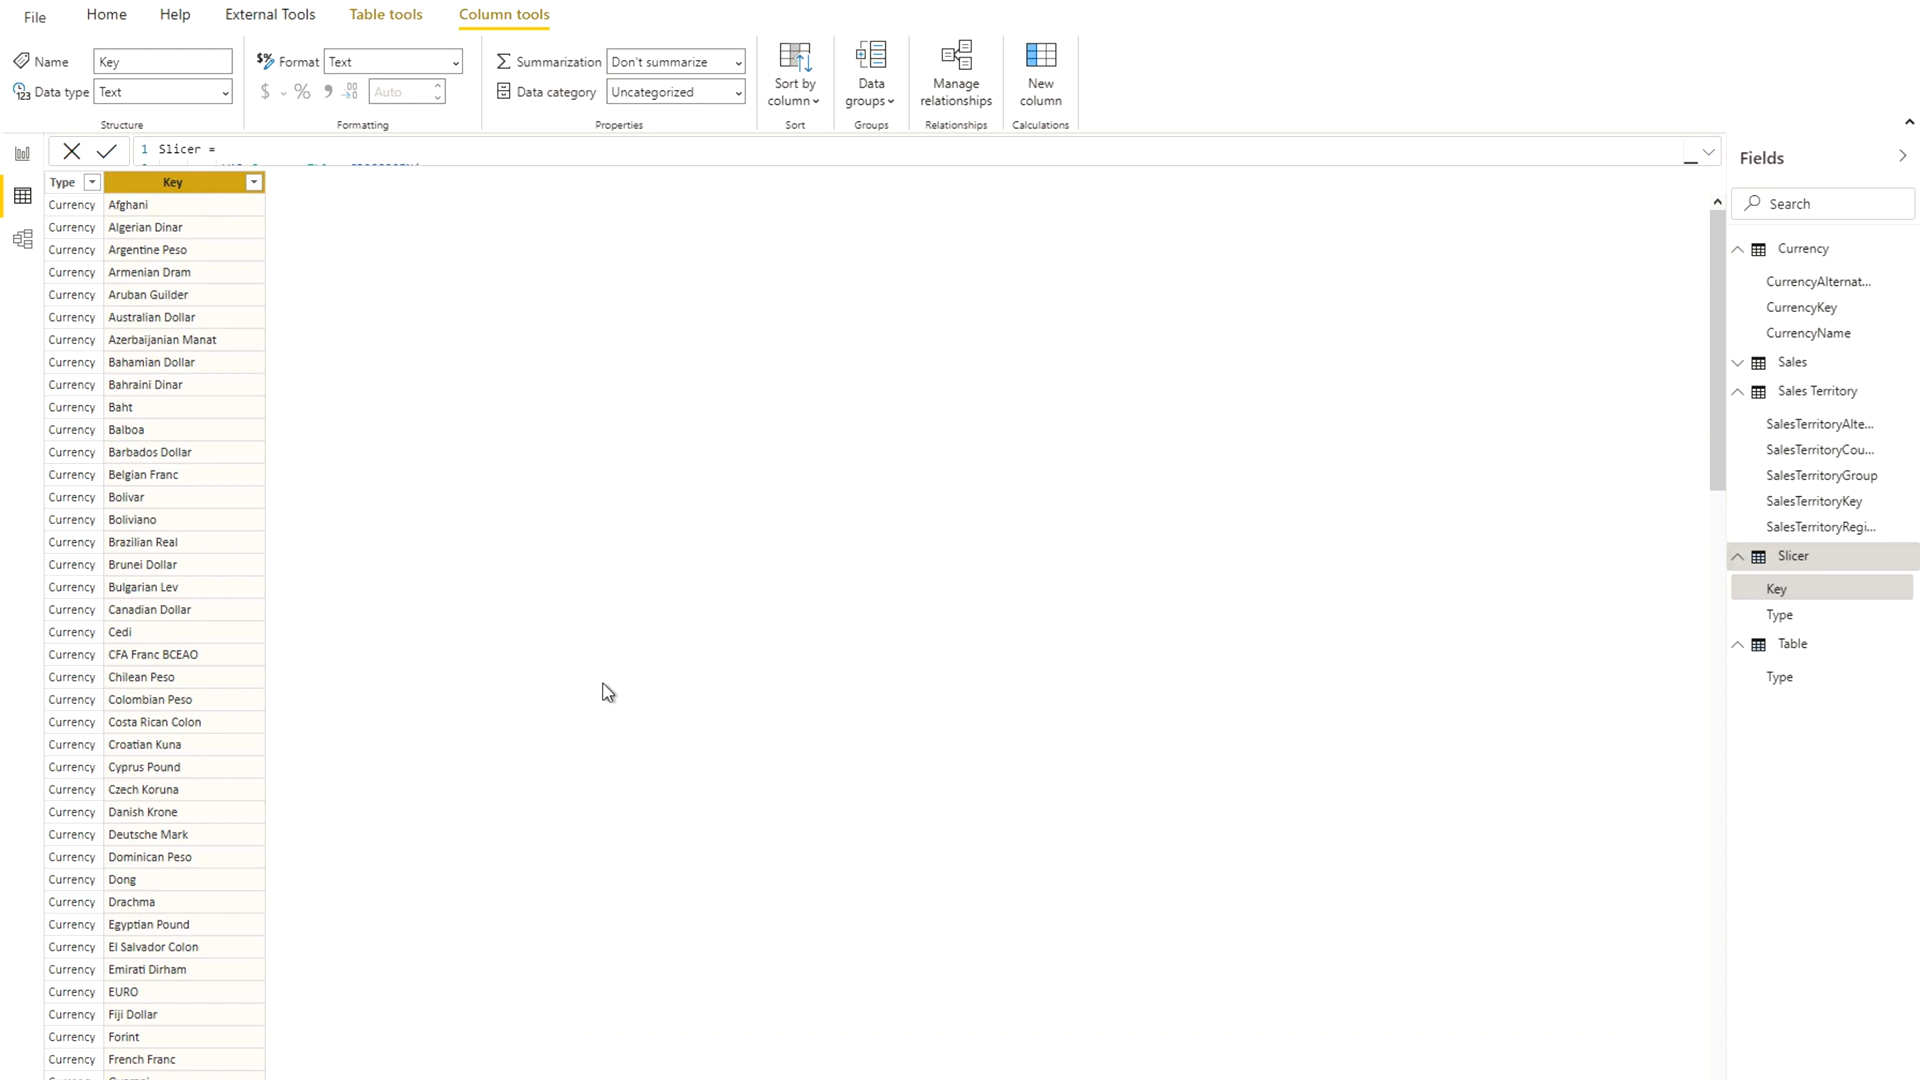 File Home Help External Tools Table tools Column tools
Name Key
Data type Text
Structure
Format Text
$ % Auto
Formatting
Summarization Don't summarize
Data category Uncategorized
Properties
Sort by
column
Sort
Data
groups
Groups
Manage
relationships
Relationships
New
column
Calculations
1 Slicer =
Type Key
Currency Afghani
Currency Algerian Dinar
Currency Argentine Peso
Currency Armenian Dram
Currency Aruban Guilder
Currency Australian Dollar
Currency Azerbaijanian Manat
Currency Bahamian Dollar
Currency Bahraini Dinar
Currency Baht
Currency Balboa
Currency Barbados Dollar
Currency Belgian Franc
Currency Bolivar
Currency Boliviano
Currency Brazilian Real
Currency Brunei Dollar
Currency Bulgarian Lev
Currency Canadian Dollar
Currency Cedi
Currency CFA Franc BCEAO
Currency Chilean Peso
Currency Colombian Peso
Currency Costa Rican Colon
Currency Croatian Kuna
Currency Cyprus Pound
Currency Czech Koruna
Currency Danish Krone
Currency Deutsche Mark
Currency Dominican Peso
Currency Dong
Currency Drachma
Currency Egyptian Pound
Currency El Salvador Colon
Currency Emirati Dirham
Currency EURO
Currency Fiji Dollar
Currency Forint
Currency French Franc
Fields
Search
Currency
CurrencyAlternat...
CurrencyKey
CurrencyName
Sales
Sales Territory
SalesTerritoryAlte...
SalesTerritoryCou...
SalesTerritoryGroup
SalesTerritoryKey
SalesTerritoryRegi...
Slicer
Key
Type
Table
Type